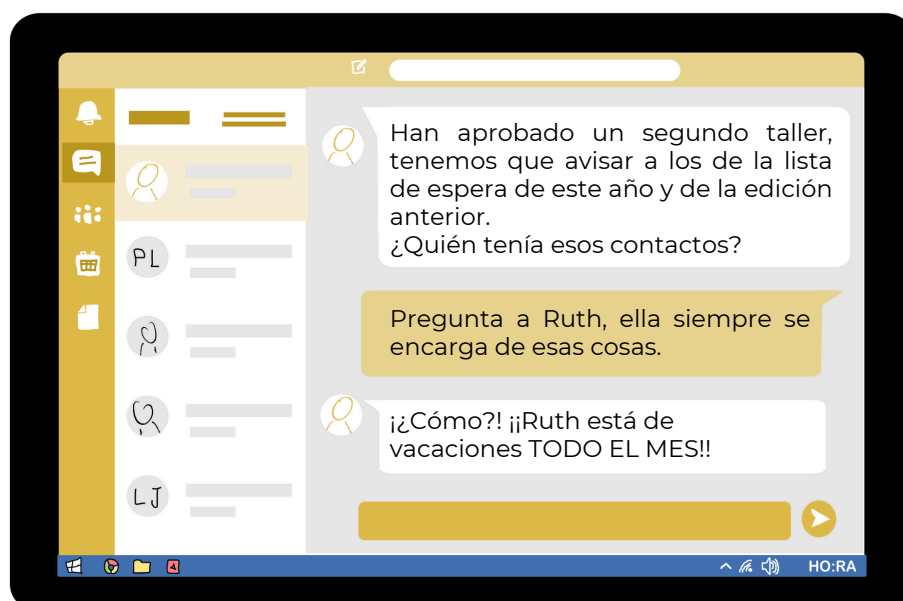 Han aprobado un segundo taller,
tenemos que avisar a los de la lista
de espera de este año y de la edición
anterior.
¿Quién tenía esos contactos?
PL
Pregunta a Ruth, ella siempre se
encarga de esas cosas.
¡¿Cómo?! ¡¡Ruth está de
vacaciones TODO EL MES!!
LJ
HO:RA